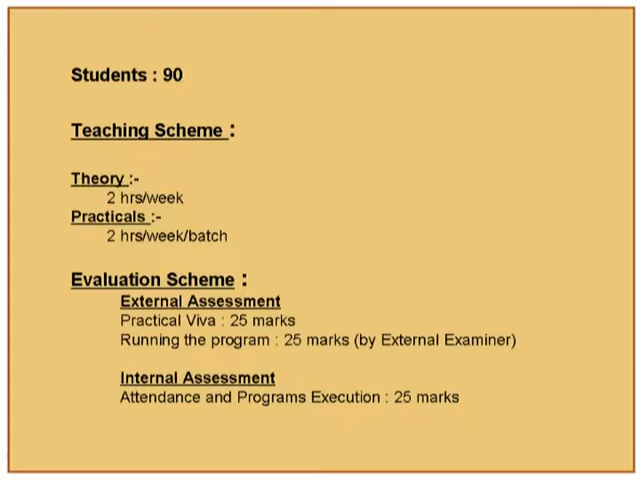 Students : 90
Teaching Scheme :
Theory :-
2 hrs/week
Practicals :-
2 hrs/week/batch
Evaluation Scheme :
External Assessment
Practical Viva : 25 marks
Running the program : 25 marks (by External Examiner)
Internal Assessment
Attendance and Programs Execution : 25 marks